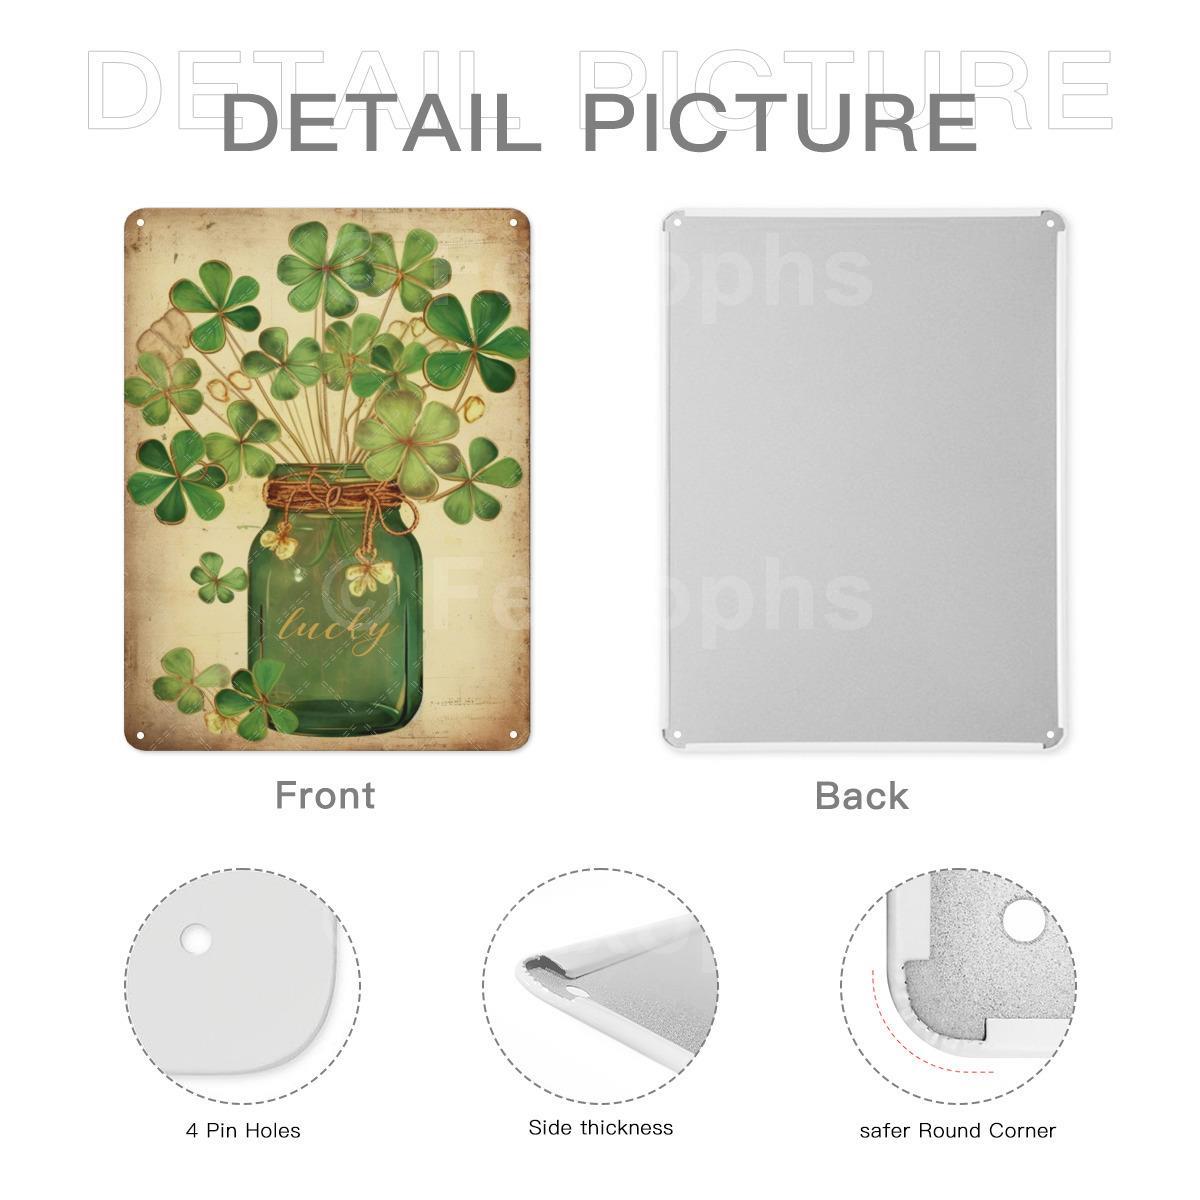 DETAIL PICTURE
DETAIL PICTURE
lucky
Front
Back
4 Pin Holes
Side thickness
safer Round Corner